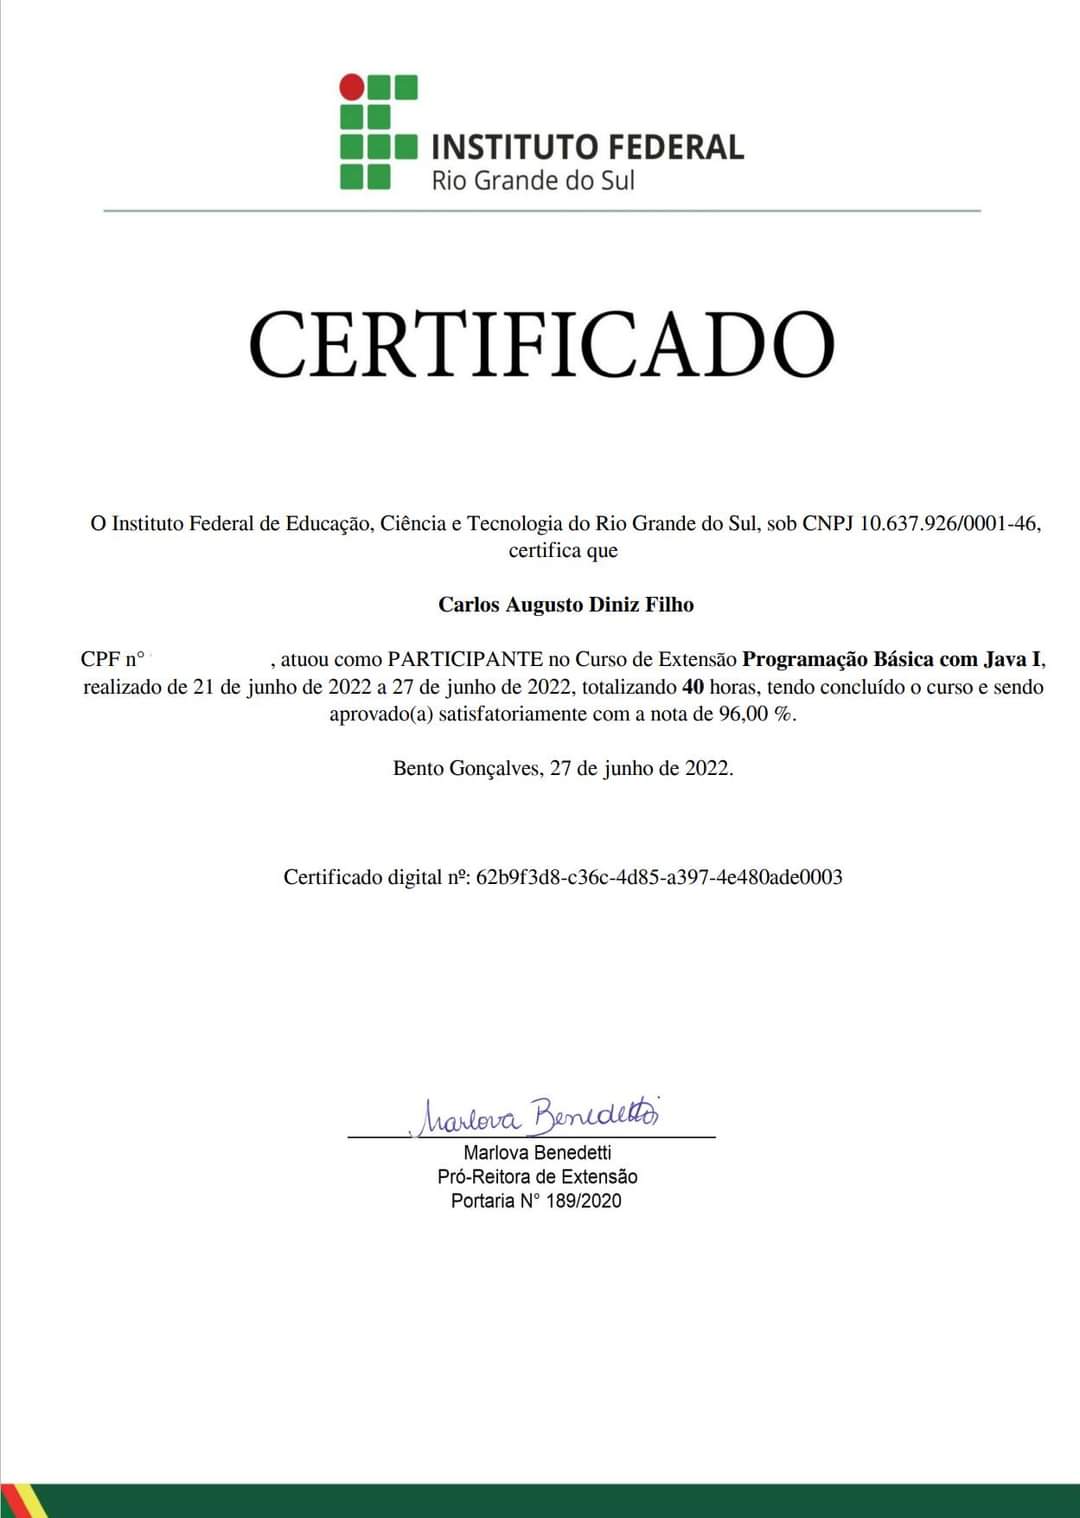 INSTITUTO FEDERAL
Rio Grande do Sul
CERTIFICADO
O Instituto Federal de Educação, Ciência e Tecnologia do Rio Grande do Sul, sob CNPJ 10.637.926/0001-46,
certifica que
Carlos Augusto Diniz Filho
CPF n° , atuou como PARTICIPANTE no Curso de Extensão Programação Básica com Java I,
realizado de 21 de junho de 2022 a 27 de junho de 2022, totalizando 40 horas, tendo concluído o curso e sendo
aprovado(a) satisfatoriamente com a nota de 96,00 %.
Bento Gonçalves, 27 de junho de 2022.
Certificado digital nº: 62b9f3d8-c36c-4d85-a397-4e480ade0003
Marlova Benedetti
Marlova Benedetti
Pró-Reitora de Extensão
Portaria N° 189/2020